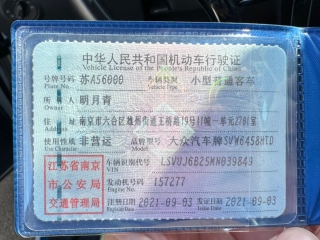 中华人民共和国机动车行驶证
Vehicle License of the People's Republic of China
号牌号码 苏A56000 车辆类型 小型普通客车
Plate No. Vehicle Type
所有人 明月青
Owner
住址 南京市六合区雄州街道王桥路19号11幢一单元2701室
Address
使用性质 非营运 品牌型号 大众汽车牌SVW6458HTD
Use Character Model
江苏省南京
市公安局
交通管理局
车辆识别代号 LSVUJ6825MN039849
VIN
发动机号码 157277
Engine No.
注册日期 2021-09-03 发证日期 2021-09-03
Register Date Issue Date